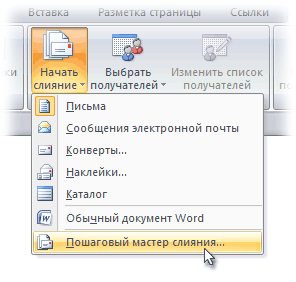 Вставка Разметка страницы Ссылки
Начать слияние Выбрать получателей Изменить список получателей
Письма
Сообщения электронной почты
Конверты...
Наклейки...
Каталог
Обычный документ Word
Пошаговый мастер слияния...